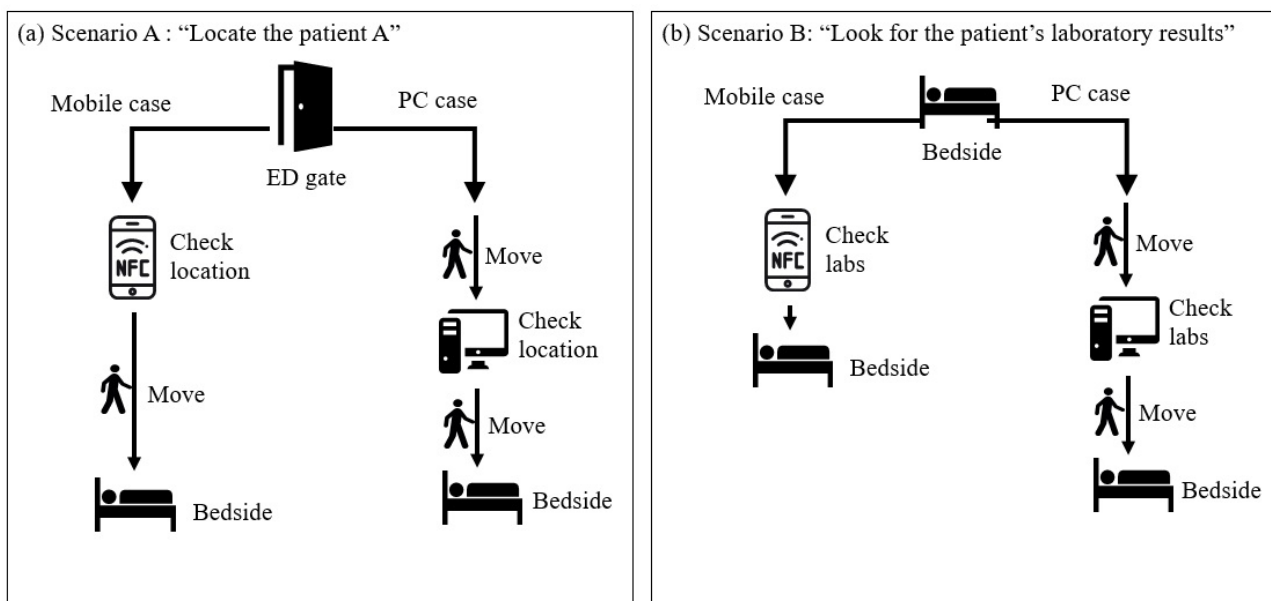 (a) Scenario A : “Locate the patient A”
Mobile case
PC case
ED gate
NFC
Check
location
Move
Bedside
Move
Check
location
Move
Bedside
(b) Scenario B: “Look for the patient’s laboratory results”
Mobile case
PC case
Bedside
NFC
Check
labs
Bedside
Move
Check
labs
Move
Bedside